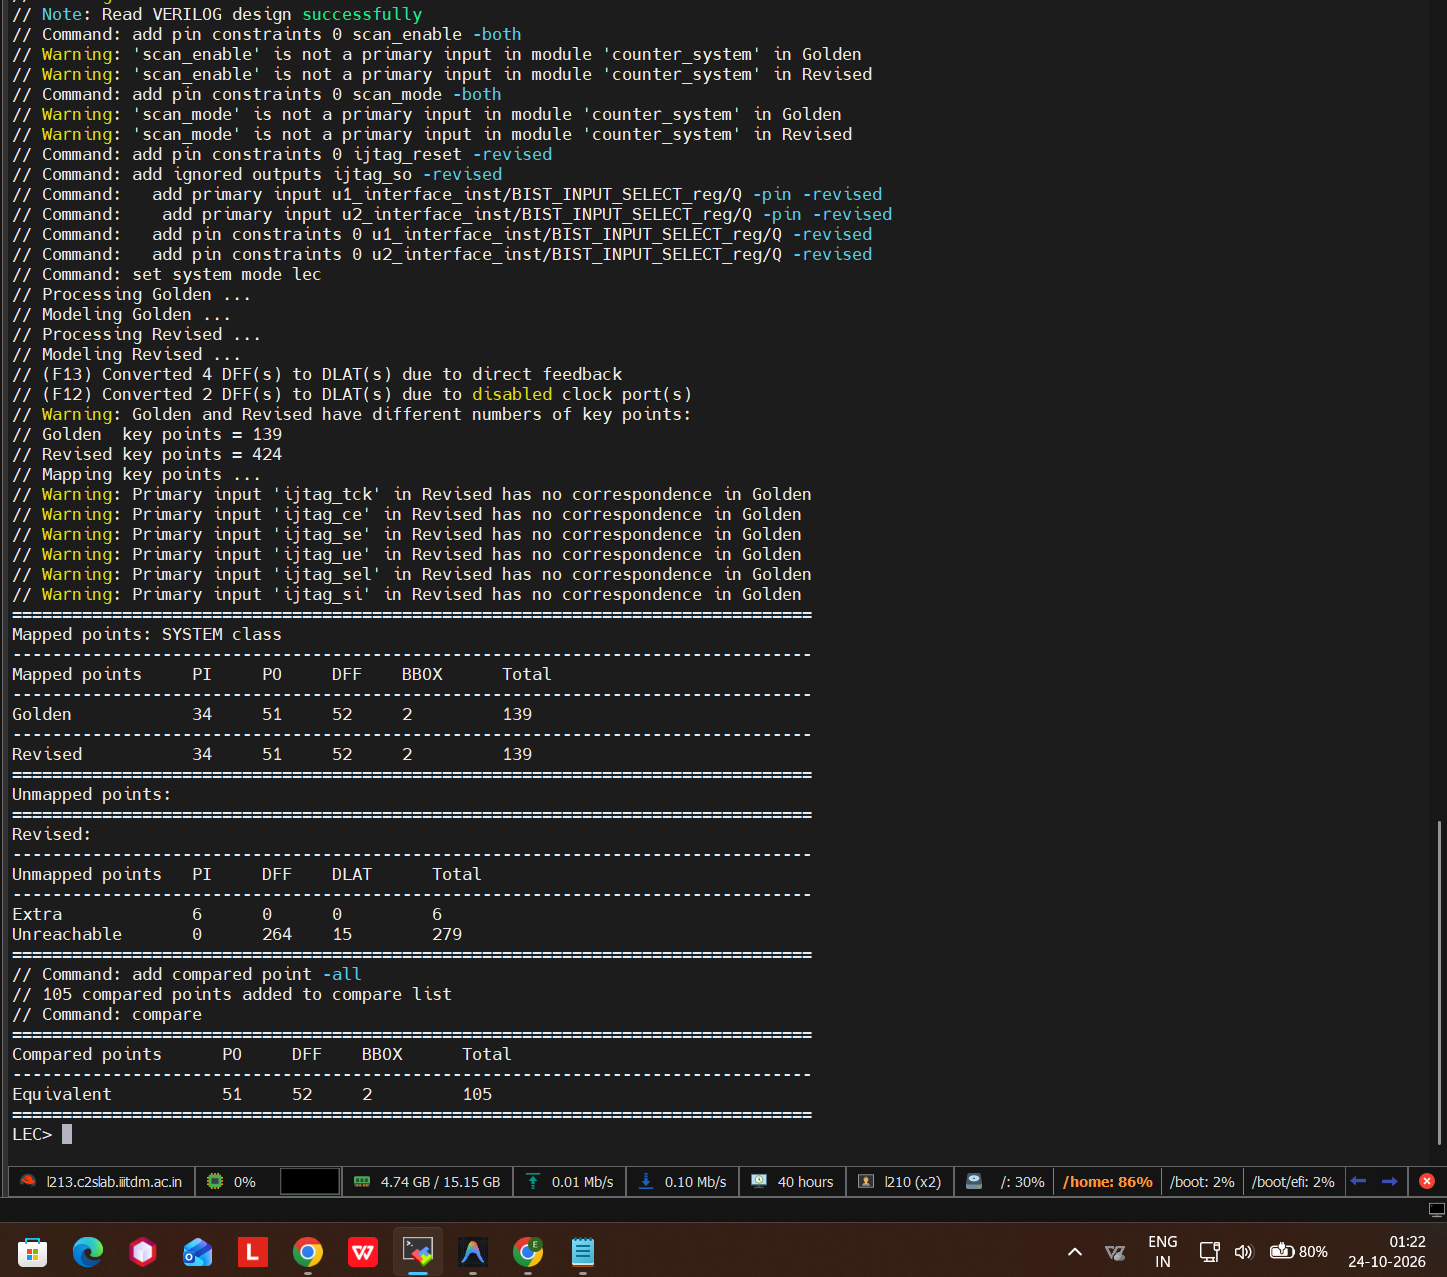 // Note: Read VERILOG design successfully
// Command: add pin constraints 0 scan_enable -both
// Warning: 'scan_enable' is not a primary input in module 'counter_system' in Golden
// Warning: 'scan_enable' is not a primary input in module 'counter_system' in Revised
// Command: add pin constraints 0 scan_mode -both
// Warning: 'scan_mode' is not a primary input in module 'counter_system' in Golden
// Warning: 'scan_mode' is not a primary input in module 'counter_system' in Revised
// Command: add pin constraints 0 ijtag_reset -revised
// Command: add ignored outputs ijtag_so -revised
// Command:   add primary input u1_interface_inst/BIST_INPUT_SELECT_reg/Q -pin -revised
// Command:    add primary input u2_interface_inst/BIST_INPUT_SELECT_reg/Q -pin -revised
// Command:   add pin constraints 0 u1_interface_inst/BIST_INPUT_SELECT_reg/Q -revised
// Command:   add pin constraints 0 u2_interface_inst/BIST_INPUT_SELECT_reg/Q -revised
// Command: set system mode lec
// Processing Golden ...
// Modeling Golden ...
// Processing Revised ...
// Modeling Revised ...
// (F13) Converted 4 DFF(s) to DLAT(s) due to direct feedback
// (F12) Converted 2 DFF(s) to DLAT(s) due to disabled clock port(s)
// Warning: Golden and Revised have different numbers of key points:
// Golden  key points = 139
// Revised key points = 424
// Mapping key points ...
// Warning: Primary input 'ijtag_tck' in Revised has no correspondence in Golden
// Warning: Primary input 'ijtag_ce' in Revised has no correspondence in Golden
// Warning: Primary input 'ijtag_se' in Revised has no correspondence in Golden
// Warning: Primary input 'ijtag_ue' in Revised has no correspondence in Golden
// Warning: Primary input 'ijtag_sel' in Revised has no correspondence in Golden
// Warning: Primary input 'ijtag_si' in Revised has no correspondence in Golden
================================================================================
Mapped points: SYSTEM class
--------------------------------------------------------------------------------
Mapped points     PI     PO     DFF    BBOX      Total
--------------------------------------------------------------------------------
Golden            34     51     52     2         139
--------------------------------------------------------------------------------
Revised           34     51     52     2         139
================================================================================
Unmapped points:
================================================================================
Revised:
--------------------------------------------------------------------------------
Unmapped points   PI     DFF    DLAT      Total
--------------------------------------------------------------------------------
Extra             6      0      0         6
Unreachable       0      264    15        279
================================================================================
// Command: add compared point -all
// 105 compared points added to compare list
// Command: compare
================================================================================
Compared points      PO     DFF    BBOX      Total
--------------------------------------------------------------------------------
Equivalent           51     52     2         105
================================================================================
LEC>
l213.c2slab.iiitdm.ac.in 0% 4.74 GB / 15.15 GB 0.01 Mb/s 0.10 Mb/s 40 hours l210 (x2) /: 30% /home: 86% /boot: 2% /boot/efi: 2%
ENG 01:22
IN 80% 24-10-2026